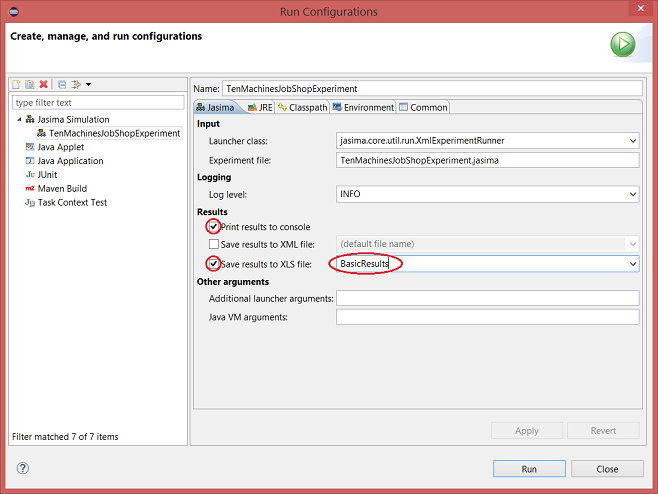 Run Configurations
Create, manage, and run configurations
type filter text
Jasima Simulation
TenMachinesJobShopExperiment
Java Applet
Java Application
JUnit
Maven Build
Task Context Test
Filter matched 7 of 7 items
Name: TenMachinesJobShopExperiment
Jasima JRE Classpath Environment Common
Input
Launcher class: jasima.core.util.run.XmlExperimentRunner
Experiment file: TenMachinesJobShopExperiment.jasima
Logging
Log level: INFO
Results
Print results to console
Save results to XML file: (default file name)
Save results to XLS file: BasicResults
Other arguments
Additional launcher arguments:
Java VM arguments:
Apply Revert
Run Close